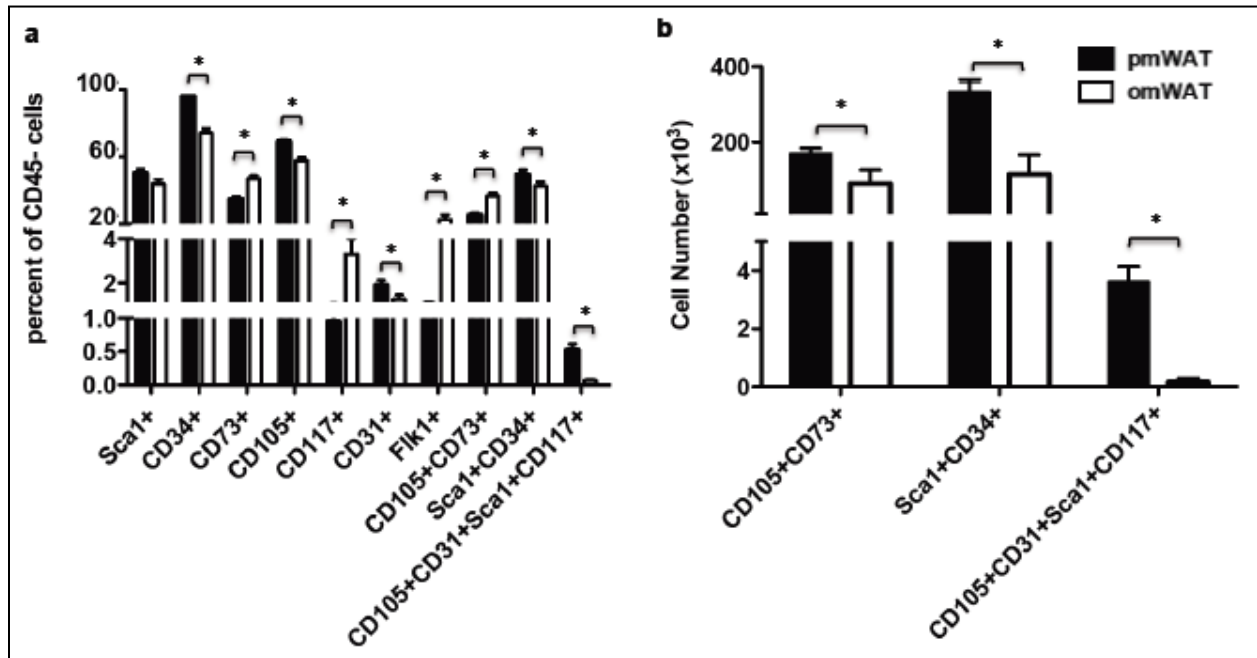 a
percent of CD45- cells
100
60
20
4
2
1.0
0.5
0.0
*
*
*
*
*
*
*
*
*
Sca1+
CD34+
CD73+
CD105+
CD117+
CD31+
Flk1+
CD105+CD73+
Sca1+CD34+
CD105+CD31+Sca1+CD117+
b
pmWAT
omWAT
Cell Number (x10³)
400
200
4
2
0
*
*
*
CD105+CD73+
Sca1+CD34+
CD105+CD31+Sca1+CD117+